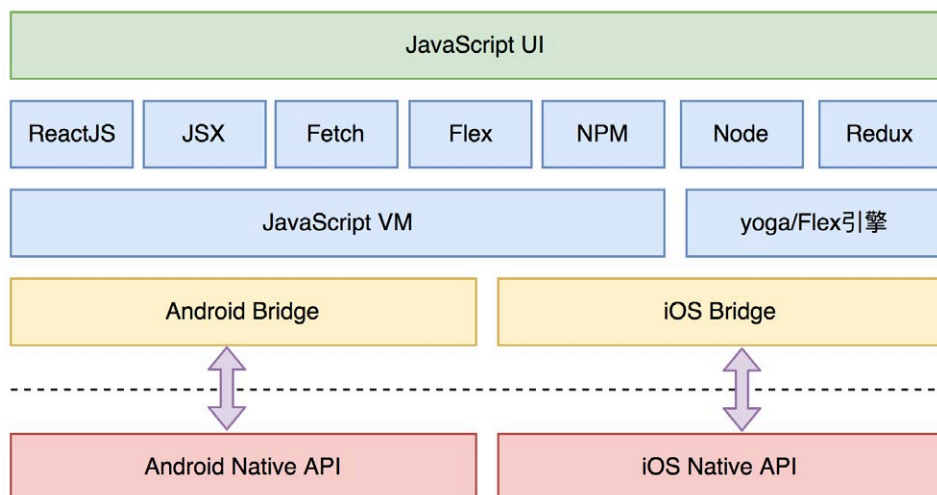 JavaScript UI
ReactJS
JSX
Fetch
Flex
NPM
Node
Redux
JavaScript VM
yoga/Flex引擎
Android Bridge
iOS Bridge
Android Native API
iOS Native API